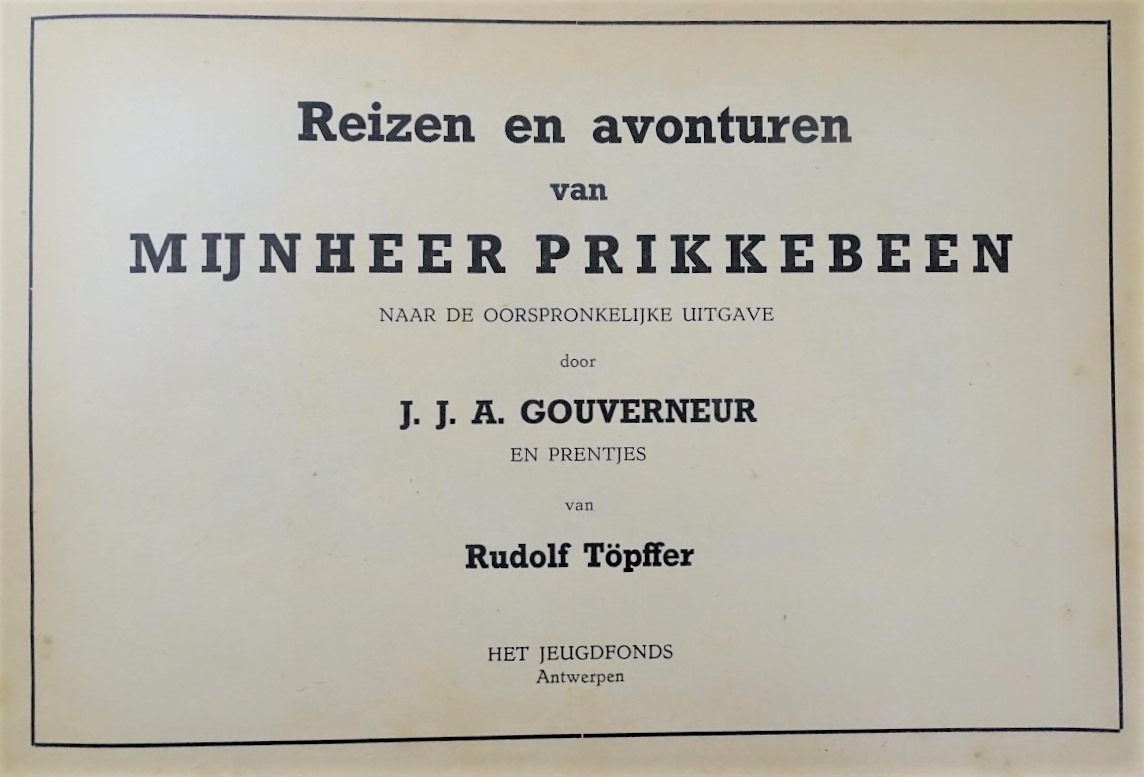 Reizen en avonturen
van
MIJNHEER PRIKKEBEEN
NAAR DE OORSPRONKELIJKE UITGAVE
door
J. J. A. GOUVERNEUR
EN PRENTJES
van
Rudolf Töpffer
HET JEUGDFONDS
Antwerpen